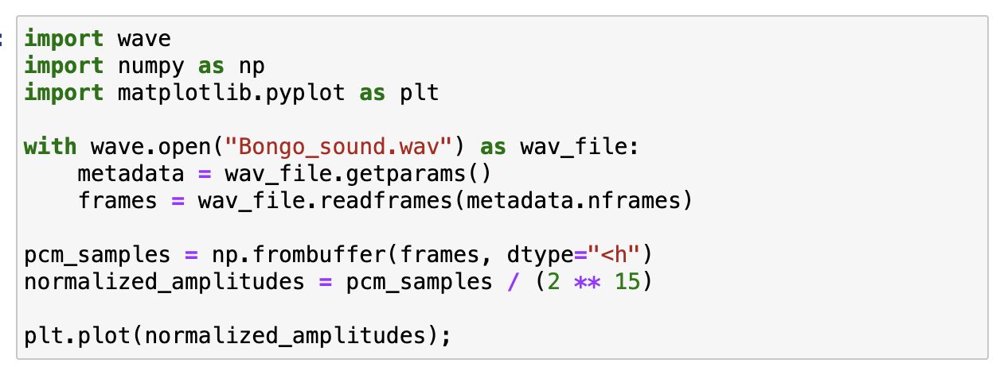 :
import wave
import numpy as np
import matplotlib.pyplot as plt
with wave.open("Bongo_sound.wav") as wav_file:
    metadata = wav_file.getparams()
    frames = wav_file.readframes(metadata.nframes)
pcm_samples = np.frombuffer(frames, dtype="<h")
normalized_amplitudes = pcm_samples / (2 ** 15)
plt.plot(normalized_amplitudes);